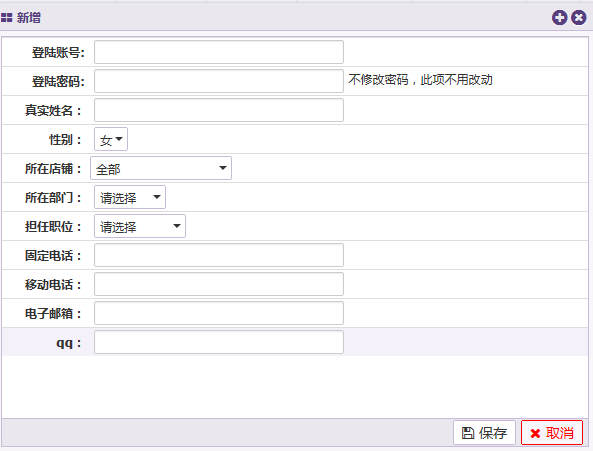 新增
登陆账号:
登陆密码: 不修改密码，此项不用改动
真实姓名：
性别： 女
所在店铺： 全部
所在部门： 请选择
担任职位： 请选择
固定电话：
移动电话：
电子邮箱：
qq：
保存 取消